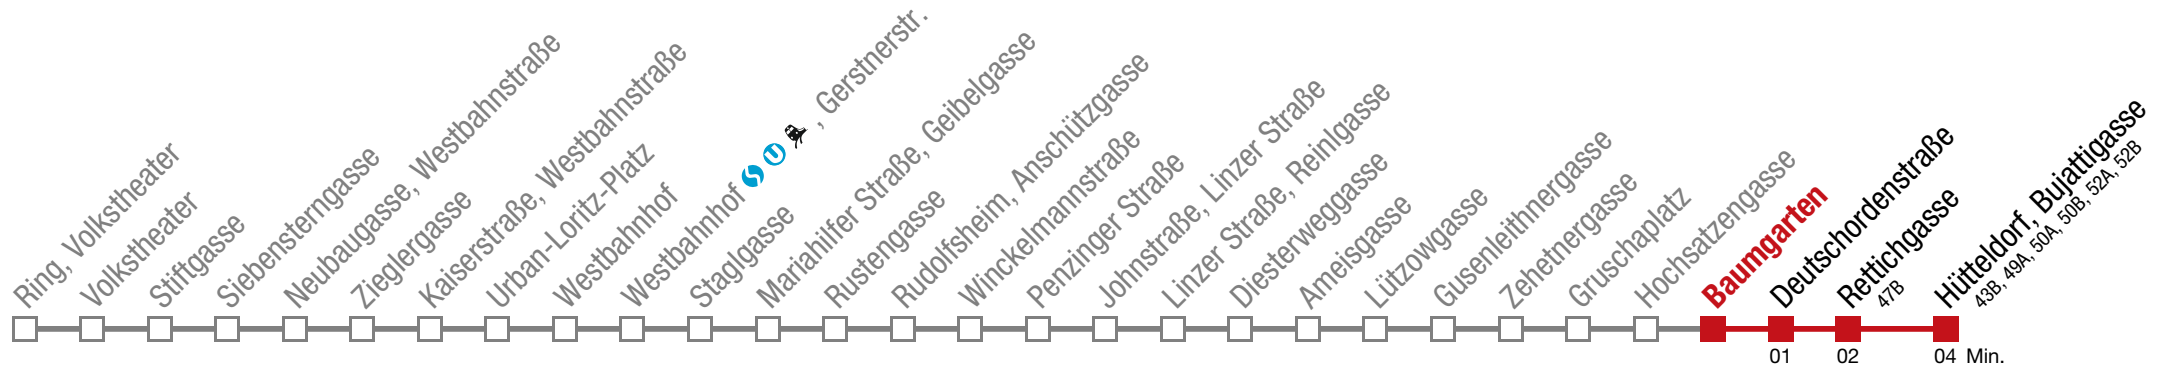 Ring, Volkstheater
Volkstheater
Stiftgasse
Siebensterngasse
Neubaugasse, Westbahnstraße
Zieglergasse
Kaiserstraße, Westbahnstraße
Urban-Loritz-Platz
Westbahnhof
Westbahnhof S U , Gerstnerstr.
Staglgasse
Mariahilfer Straße, Geibelgasse
Rustengasse
Rudolfsheim, Anschützgasse
Winckelmannstraße
Penzinger Straße
Johnstraße, Linzer Straße
Linzer Straße, Reinlgasse
Diesterweggasse
Ameisgasse
Lützowgasse
Gusenleithnergasse
Zehetnergasse
Gruschaplatz
Hochsatzengasse
Baumgarten
Deutschordenstraße
Rettichgasse
47B
Hütteldorf, Bujattigasse
43B, 49A, 50A, 50B, 52A, 52B
01 02 04 Min.